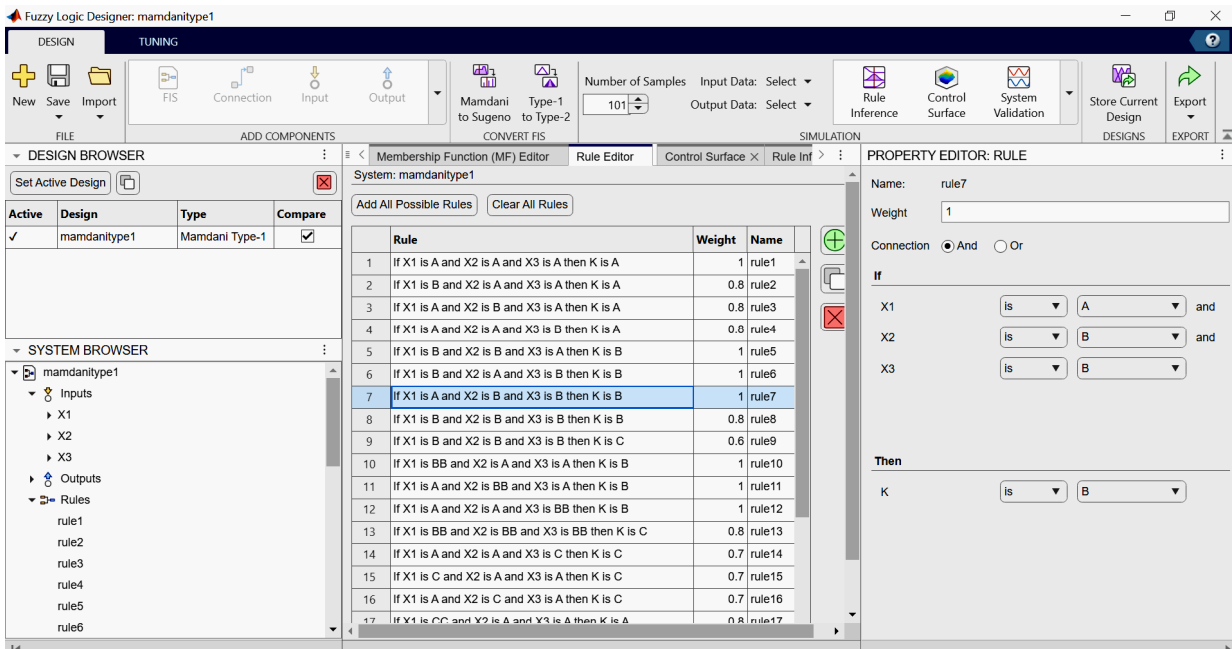 Fuzzy Logic Designer: mamdanitype1
DESIGN TUNING
New Save Import
FILE
FIS Connection Input Output
ADD COMPONENTS
Mamdani to Sugeno
Type-1 to Type-2
CONVERT FIS
Number of Samples 101
Input Data: Select
Output Data: Select
Rule Inference
Control Surface
System Validation
SIMULATION
Store Current Design
DESIGNS
Export
EXPORT
DESIGN BROWSER
Set Active Design
Active Design Type Compare
mamdanitype1 Mamdani Type-1
SYSTEM BROWSER
mamdanitype1
Inputs
X1
X2
X3
Outputs
Rules
rule1
rule2
rule3
rule4
rule5
rule6
Membership Function (MF) Editor Rule Editor Control Surface Rule Inf
System: mamdanitype1
Add All Possible Rules Clear All Rules
Rule Weight Name
1 If X1 is A and X2 is A and X3 is A then K is A 1 rule1
2 If X1 is B and X2 is A and X3 is A then K is A 0.8 rule2
3 If X1 is A and X2 is B and X3 is A then K is A 0.8 rule3
4 If X1 is A and X2 is A and X3 is B then K is A 0.8 rule4
5 If X1 is B and X2 is B and X3 is A then K is B 1 rule5
6 If X1 is B and X2 is A and X3 is B then K is B 1 rule6
7 If X1 is A and X2 is B and X3 is B then K is B 1 rule7
8 If X1 is B and X2 is B and X3 is B then K is B 0.8 rule8
9 If X1 is B and X2 is B and X3 is B then K is C 0.6 rule9
10 If X1 is BB and X2 is A and X3 is A then K is B 1 rule10
11 If X1 is A and X2 is BB and X3 is A then K is B 1 rule11
12 If X1 is A and X2 is A and X3 is BB then K is B 1 rule12
13 If X1 is BB and X2 is BB and X3 is BB then K is C 0.8 rule13
14 If X1 is A and X2 is A and X3 is C then K is C 0.7 rule14
15 If X1 is C and X2 is A and X3 is A then K is C 0.7 rule15
16 If X1 is A and X2 is C and X3 is A then K is C 0.7 rule16
17 If X1 is CC and X2 is A and X3 is A then K is A 0.8 rule17
PROPERTY EDITOR: RULE
Name: rule7
Weight 1
Connection And Or
If
X1 is A and
X2 is B and
X3 is B
Then
K is B